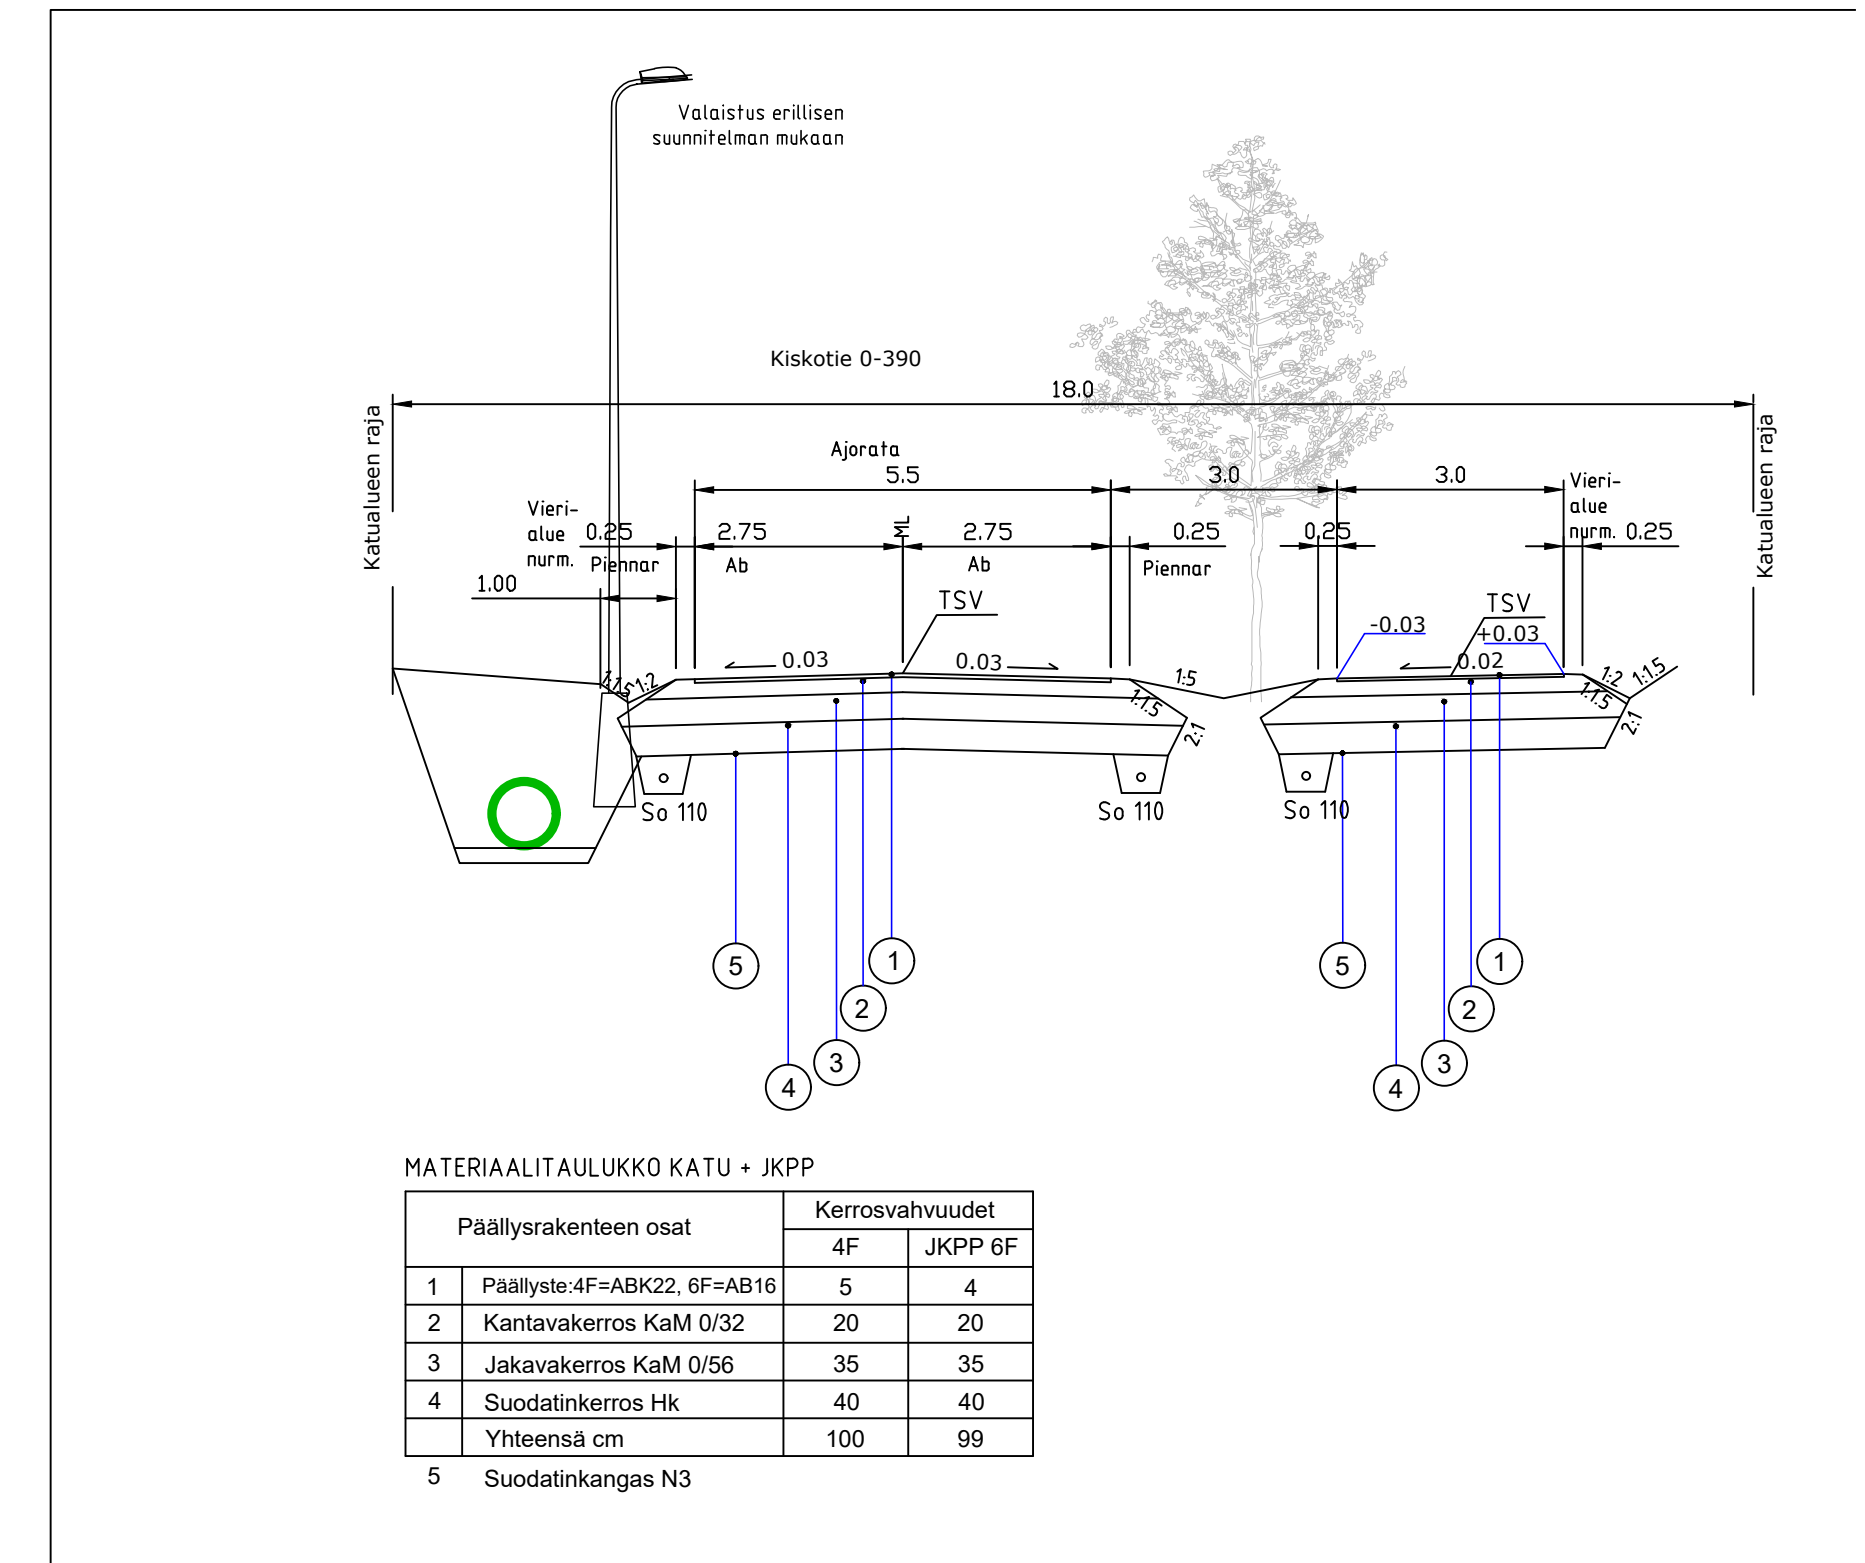 Valaistus erillisen
suunnitelman mukaan
Kiskotie 0-390
18.0
Katualueen raja
Katualueen raja
Ajorata
5.5
3.0
3.0
Vieri-
alue
nurm.
0.25
Vieri-
alue
nurm.
0.25
Piennar
2.75
Ab
ML
2.75
Ab
0.25
Piennar
0.25
1.00
TSV
TSV
-0.03
+0.03
0.03
0.03
0.02
1:1.5
1:2
1:5
1:1.5
2:1
1:2
1:1.5
1:1.5
2:1
So 110
So 110
So 110
5
1
2
3
4
5
1
2
3
4
MATERIAALITAULUKKO KATU + JKPP
Päällysrakenteen osat
Kerrosvahvuudet
4F
JKPP 6F
1 Päällyste:4F=ABK22, 6F=AB16 5 4
2 Kantavakerros KaM 0/32 20 20
3 Jakavakerros KaM 0/56 35 35
4 Suodatinkerros Hk 40 40
Yhteensä cm 100 99
5 Suodatinkangas N3